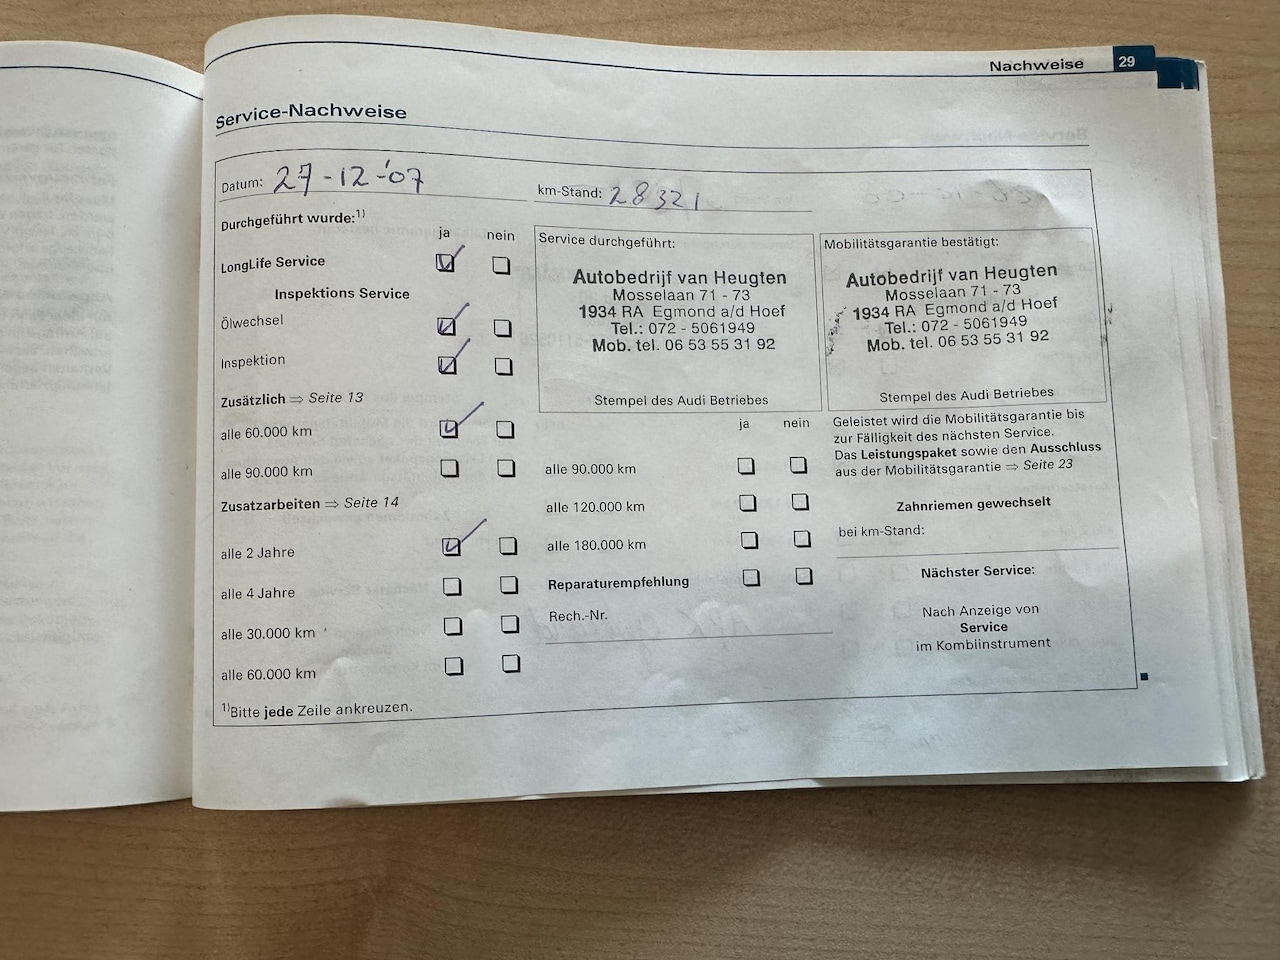 Nachweise 29
Service-Nachweise
Datum: 27-12-'07
km-Stand: 28321
Durchgeführt wurde:1)
ja nein
LongLife Service
Inspektions Service
Ölwechsel
Inspektion
Zusätzlich ⇒ Seite 13
alle 60.000 km
alle 90.000 km
Zusatzarbeiten ⇒ Seite 14
alle 2 Jahre
alle 4 Jahre
alle 30.000 km
alle 60.000 km
1)Bitte jede Zeile ankreuzen.
Service durchgeführt:
Autobedrijf van Heugten
Mosselaan 71 - 73
1934 RA Egmond a/d Hoef
Tel.: 072 - 5061949
Mob. tel. 06 53 55 31 92
Stempel des Audi Betriebes
ja nein
alle 90.000 km
alle 120.000 km
alle 180.000 km
Reparaturempfehlung
Rech.-Nr.
Mobilitätsgarantie bestätigt:
Autobedrijf van Heugten
Mosselaan 71 - 73
1934 RA Egmond a/d Hoef
Tel.: 072 - 5061949
Mob. tel. 06 53 55 31 92
Stempel des Audi Betriebes
Geleistet wird die Mobilitätsgarantie bis
zur Fälligkeit des nächsten Service.
Das Leistungspaket sowie den Ausschluss
aus der Mobilitätsgarantie ⇒ Seite 23
Zahnriemen gewechselt
bei km-Stand:
Nächster Service:
Nach Anzeige von
Service
im Kombiinstrument